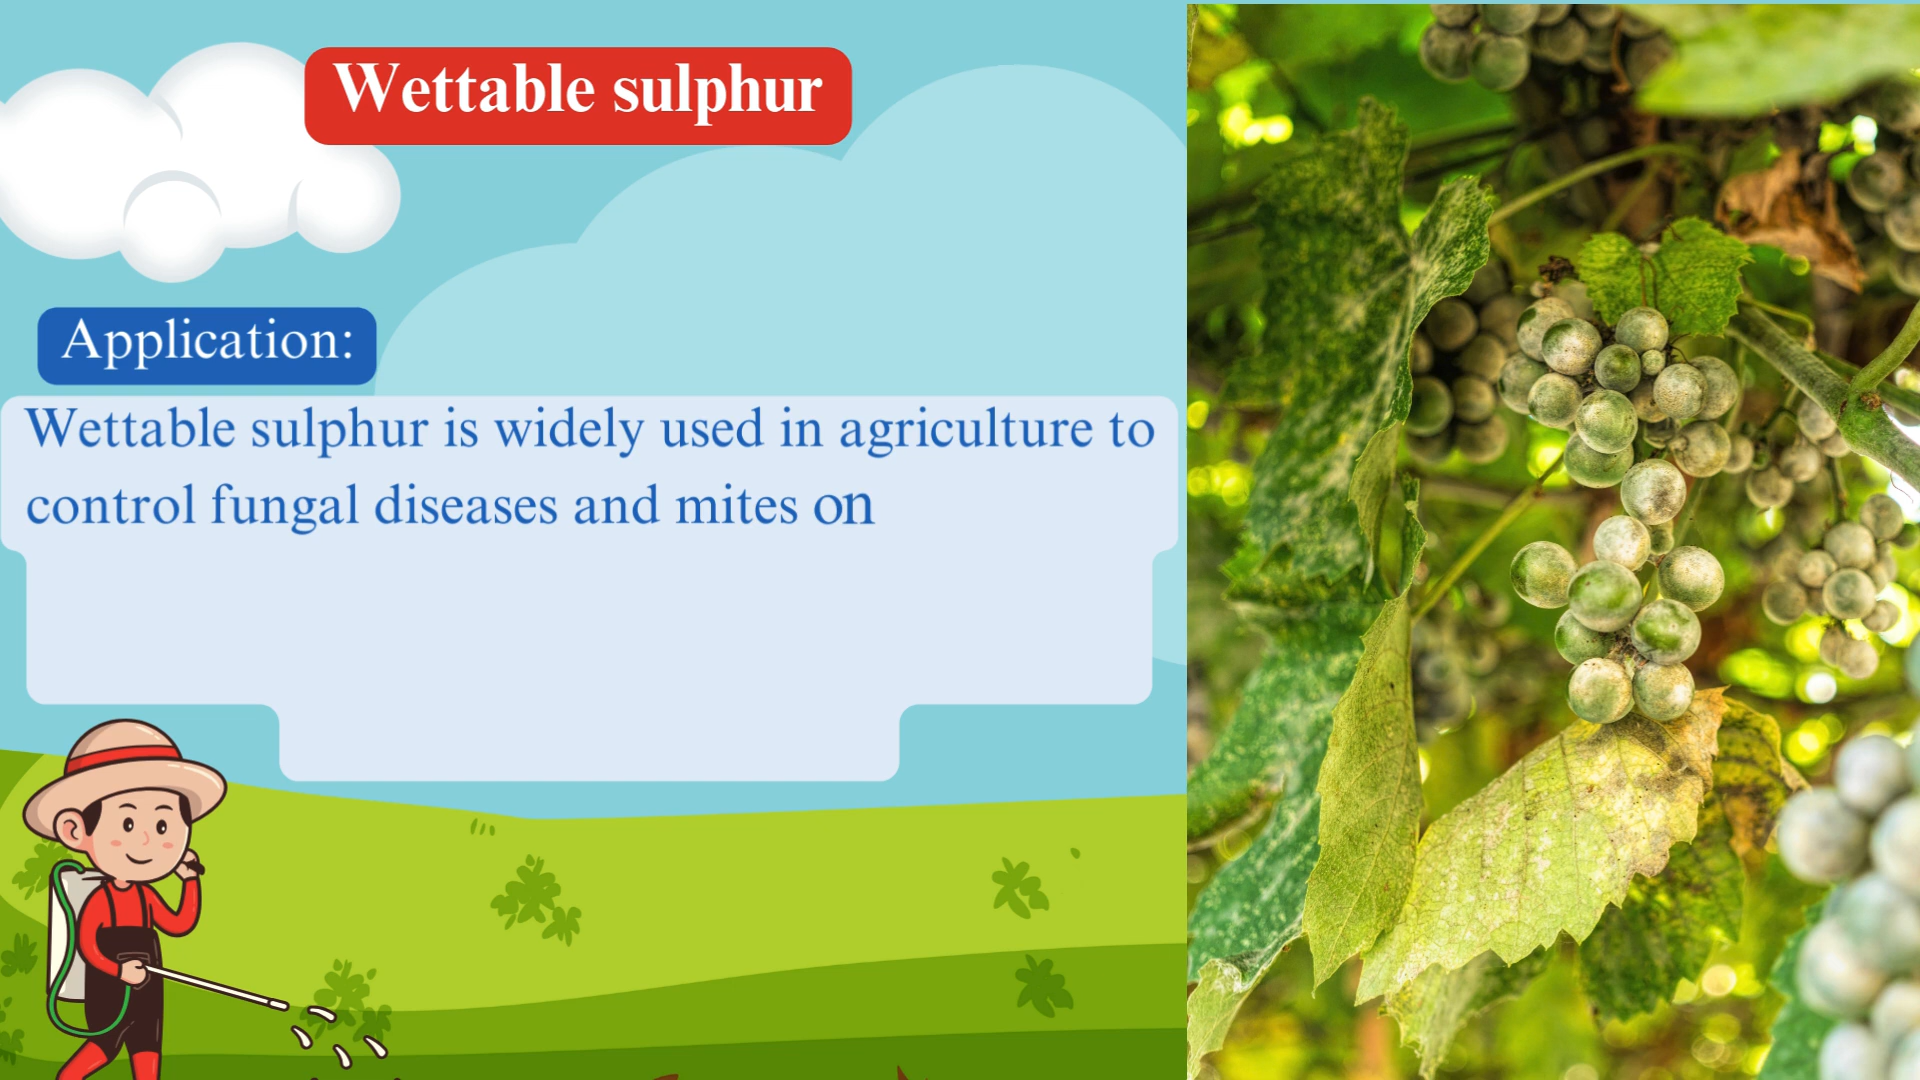 Wettable sulphur
Application:
Wettable sulphur is widely used in agriculture to
control fungal diseases and mites on